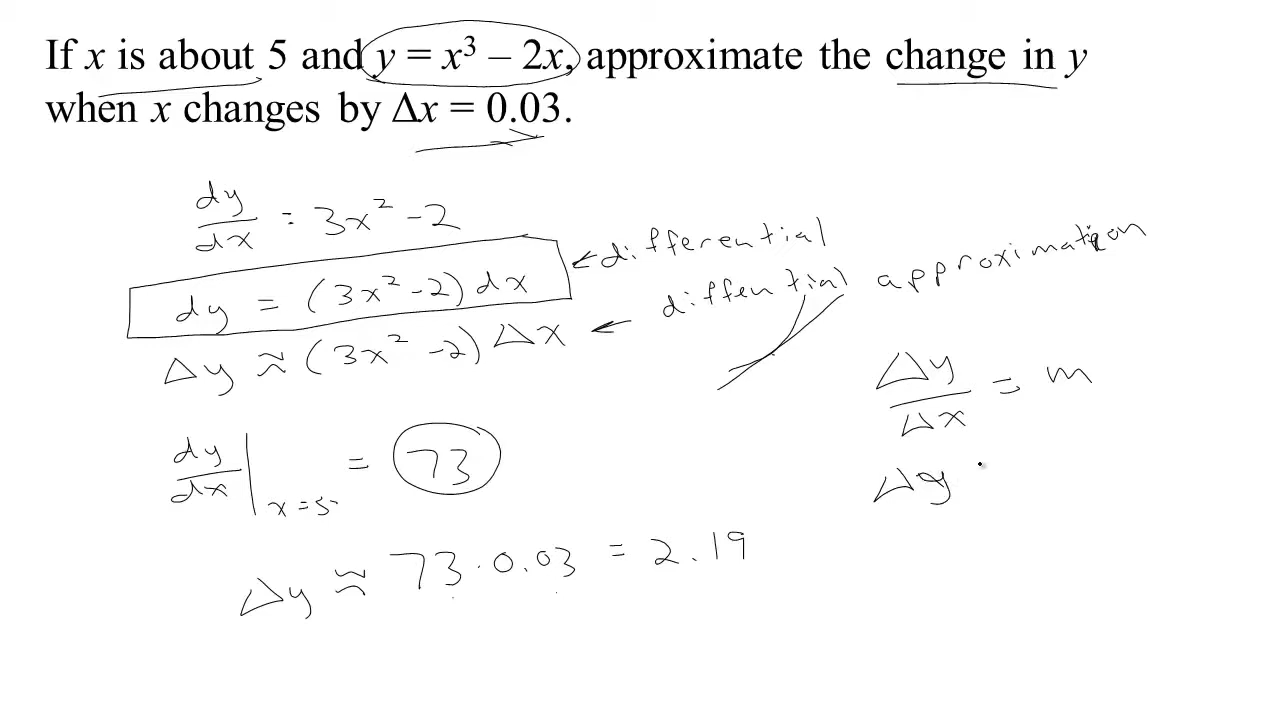 If x is about 5 and y = x³ – 2x, approximate the change in y
when x changes by Δx = 0.03.
dy/dx = 3x² - 2
dy = (3x² - 2) dx ← differential
Δy ≈ (3x² - 2) Δx ← diffential approximation
Δy/Δx = m
dy/dx | x=5 = 73
Δy
Δy ≈ 73 · 0.03 = 2.19